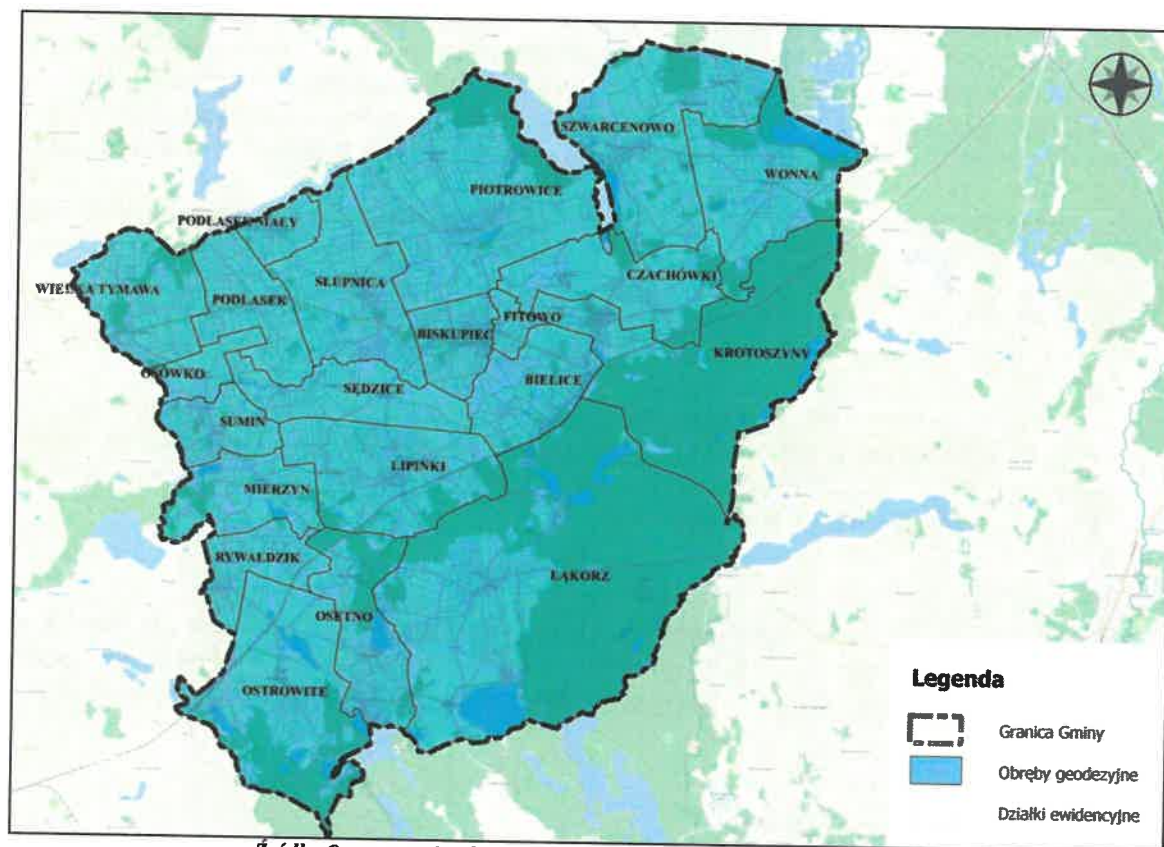 SZWARCENOWO
WONNA
PIOTROWICE
PODLASEK MAŁY
WIELKA TYMAWA
PODLASEK
SŁUPNICA
CZACHÓWKI
BISKUPIEC
FITOWO
KROTOSZYNY
OSÓWKO
SĘDZICE
BIELICE
SUMIN
LIPINKI
MIERZYN
RYWAŁDZIK
ŁĄKORZ
OSETNO
OSTROWITE
Legenda
Granica Gminy
Obręby geodezyjne
Działki ewidencyjne